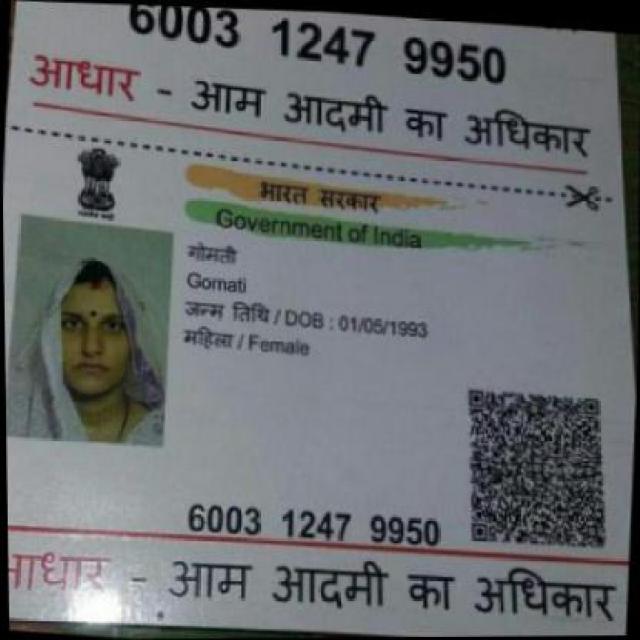 6003 1247 9950
आधार - आम आदमी का अधिकार
भारत सरकार
Government of India
गोमती
Gomati
जन्म तिथि / DOB : 01/05/1993
महिला / Female
6003 1247 9950
आधार - आम आदमी का अधिकार